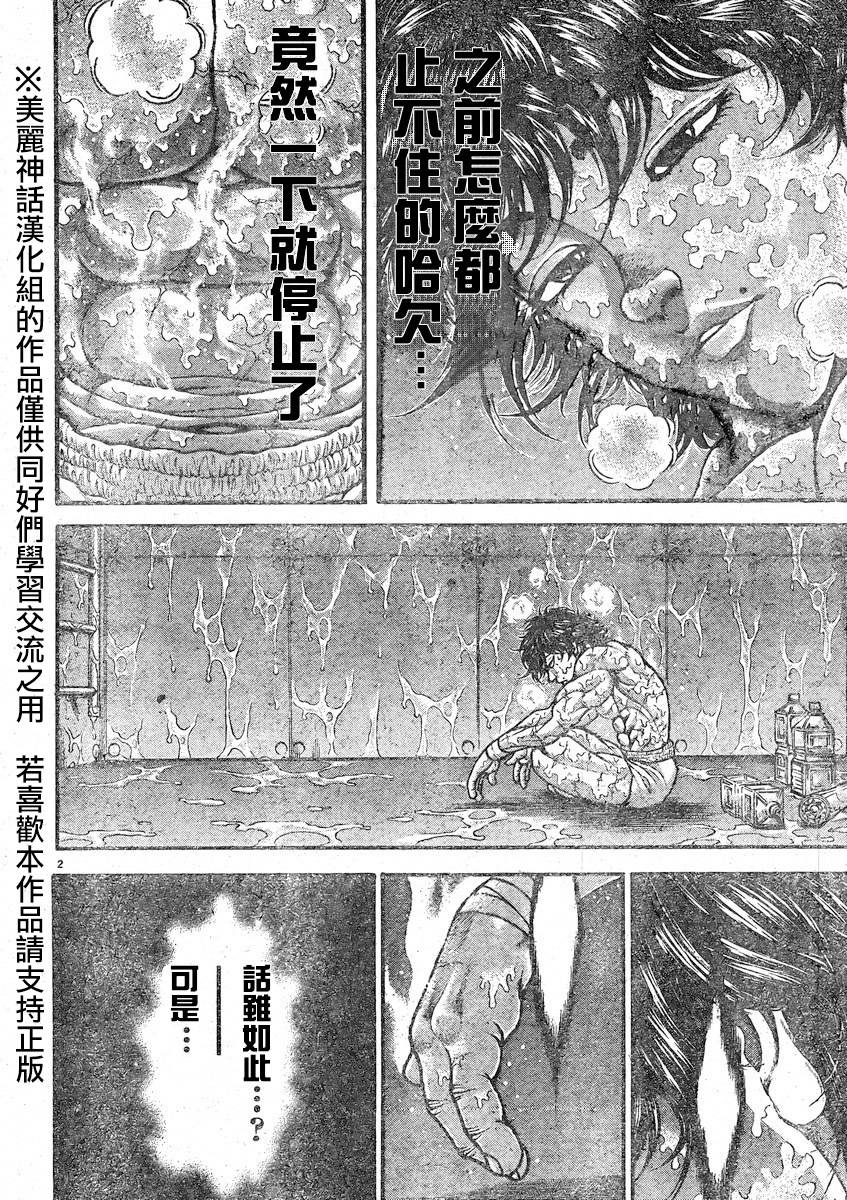 之前怎麼都
止不住的哈欠…
竟然一下就停止了
2
話雖如此…?
——可是…
※美麗神話漢化組的作品僅供同好們學習交流之用　若喜歡本作品請支持正版